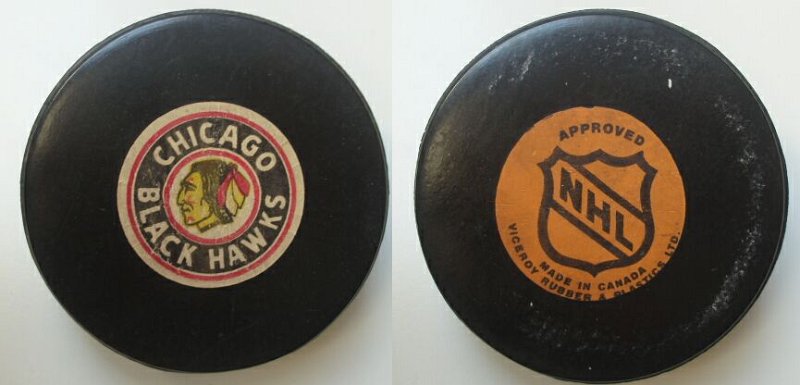 CHICAGO
BLACK HAWKS
APPROVED
NHL
MADE IN CANADA
VICEROY RUBBER & PLASTICS LTD.